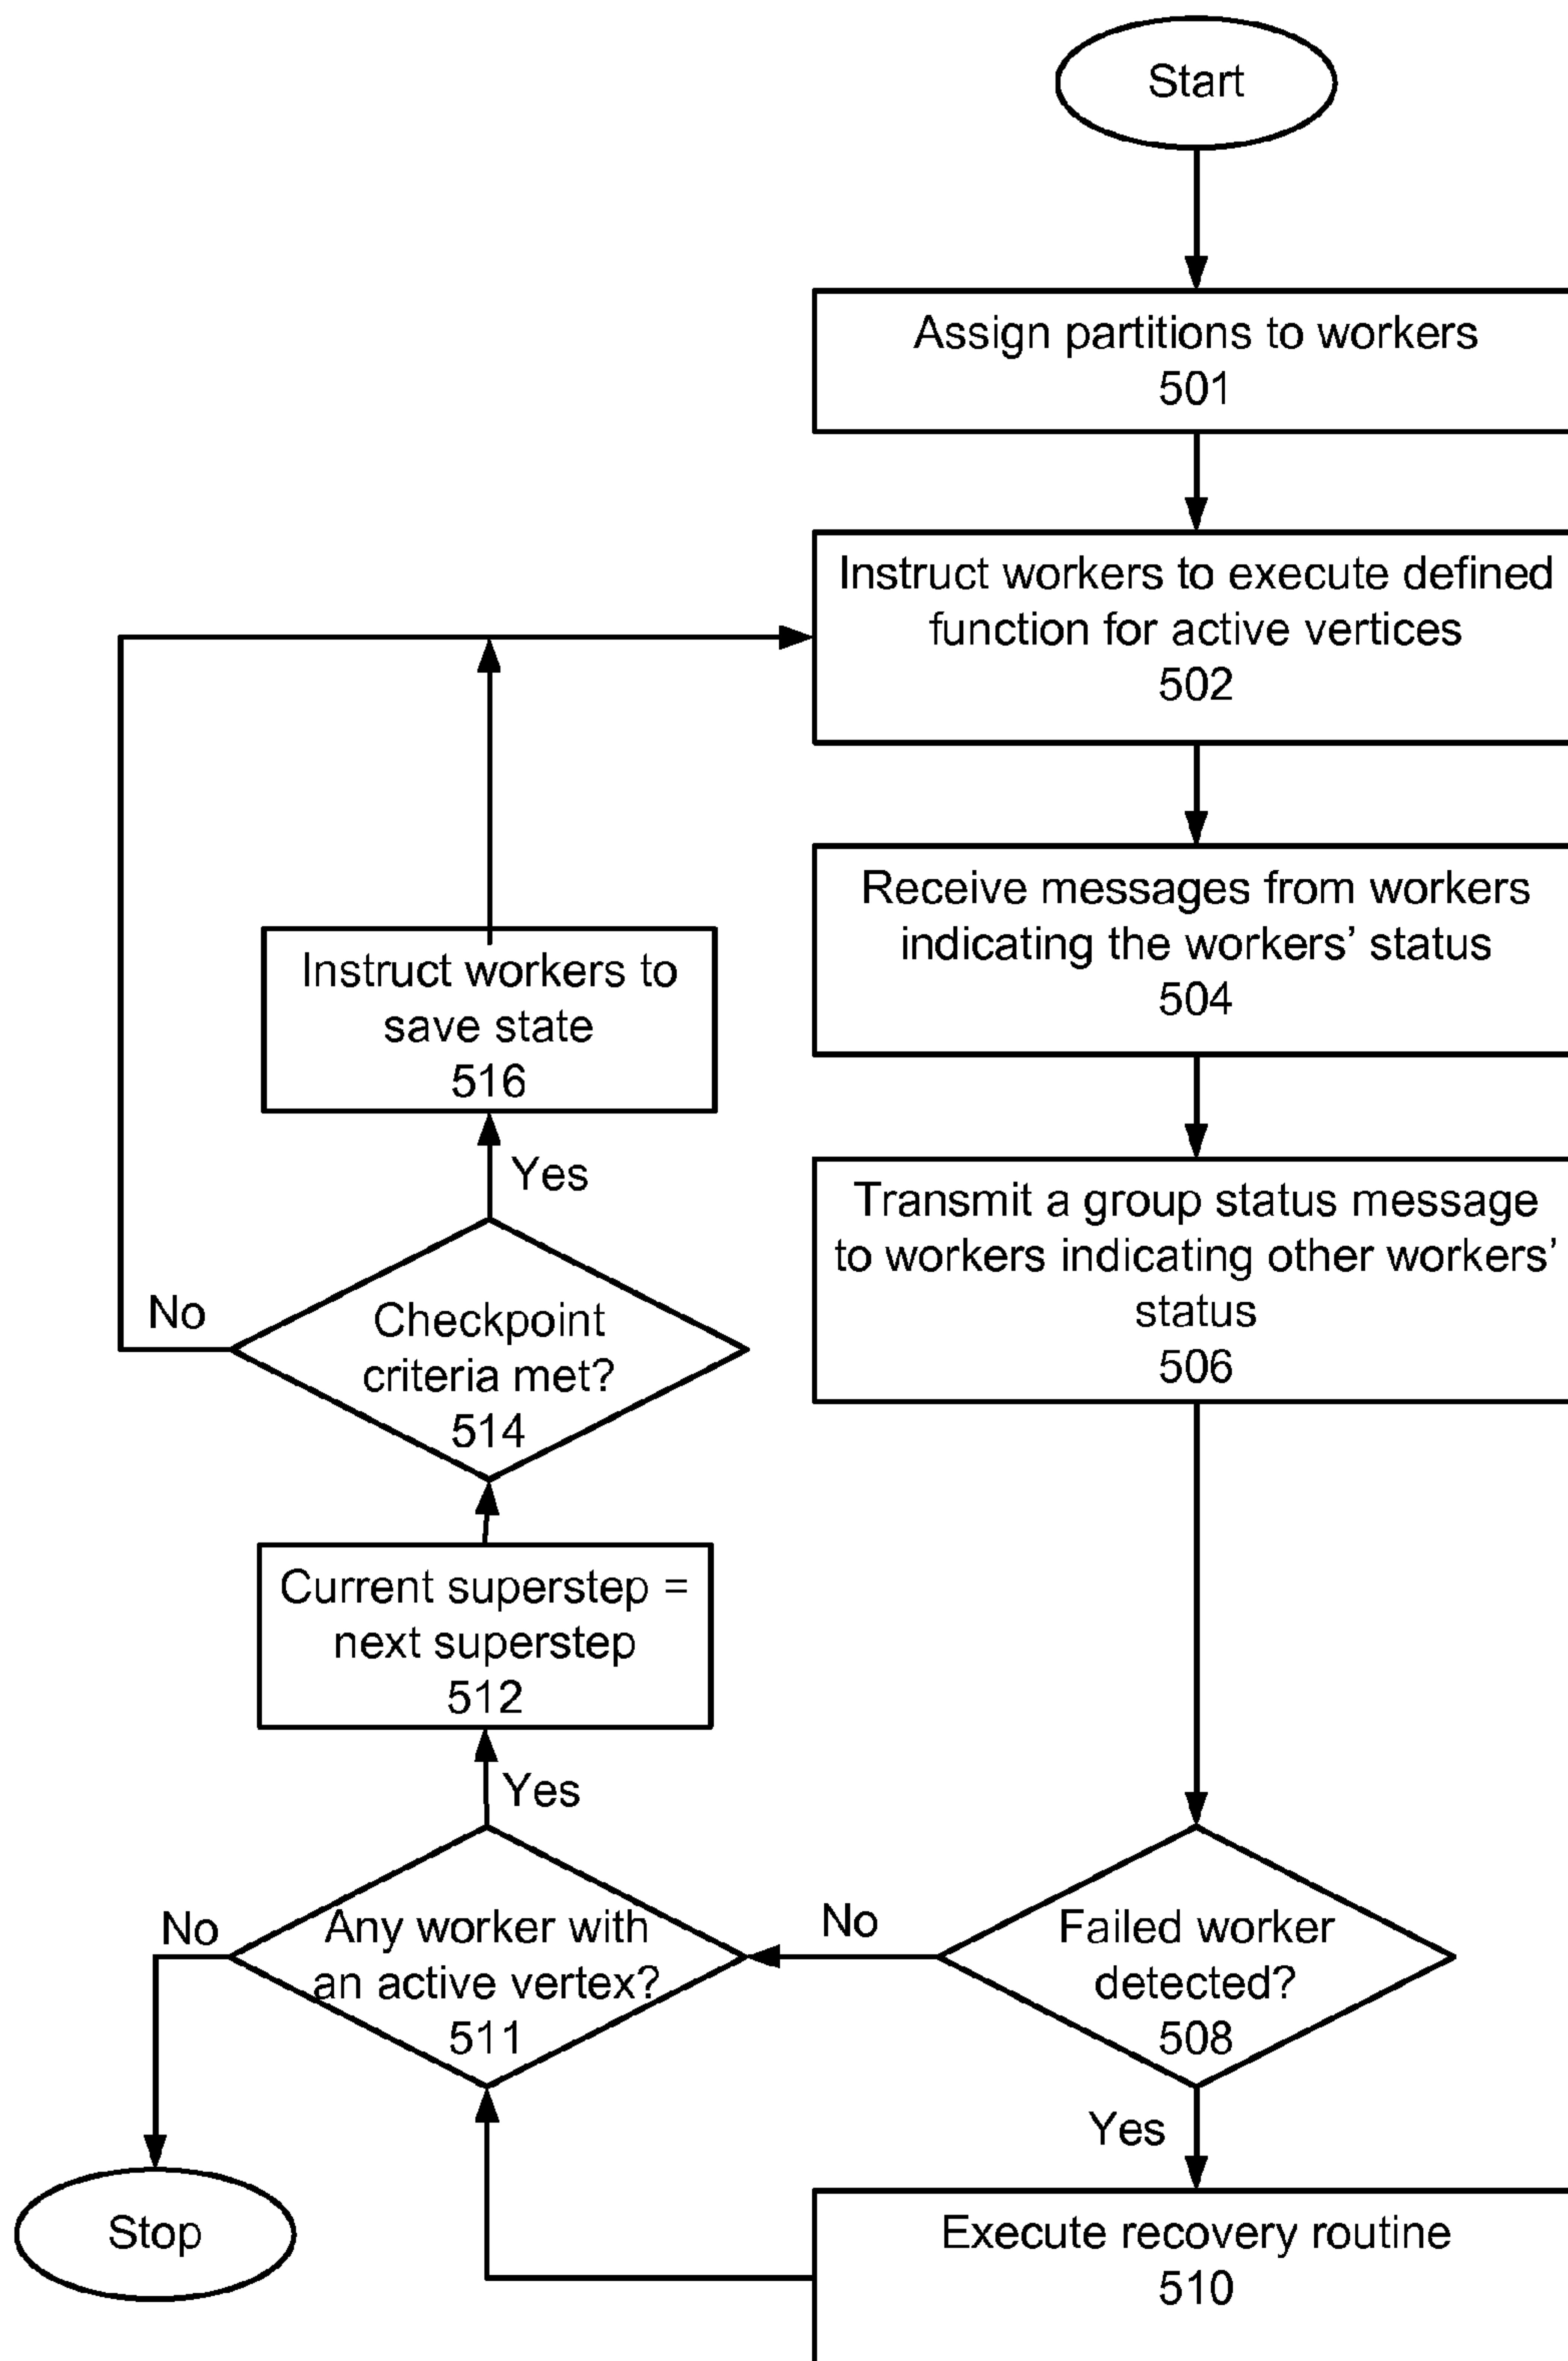 Start
Assign partitions to workers
501
Instruct workers to execute defined
function for active vertices
502
Receive messages from workers
indicating the workers’ status
504
Transmit a group status message
to workers indicating other workers’
status
506
Failed worker
detected?
508
No
Yes
Execute recovery routine
510
Any worker with
an active vertex?
511
No
Stop
Yes
Current superstep =
next superstep
512
Checkpoint
criteria met?
514
No
Yes
Instruct workers to
save state
516